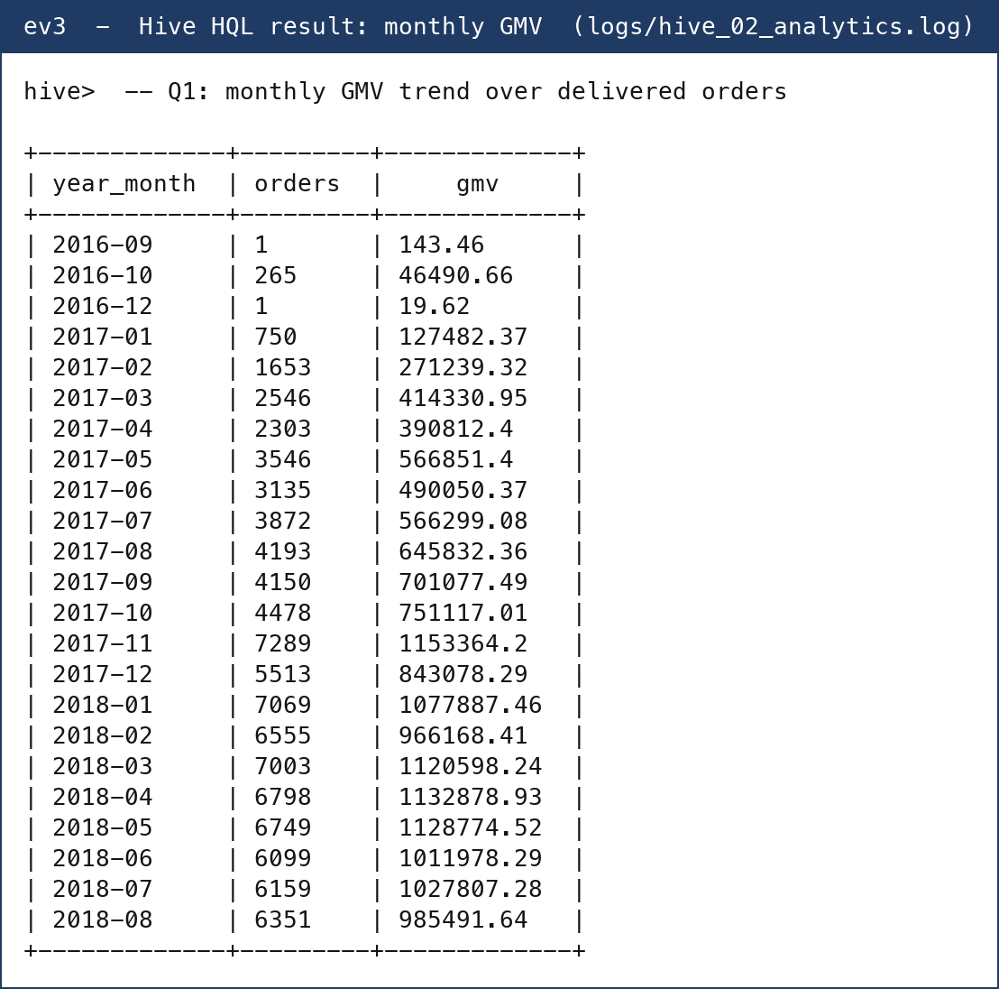 ev3  –  Hive HQL result: monthly GMV  (logs/hive_02_analytics.log)
hive>  -- Q1: monthly GMV trend over delivered orders
+-------------+---------+-------------+
| year_month  | orders  |     gmv     |
+-------------+---------+-------------+
| 2016-09     | 1       | 143.46      |
| 2016-10     | 265     | 46490.66    |
| 2016-12     | 1       | 19.62       |
| 2017-01     | 750     | 127482.37   |
| 2017-02     | 1653    | 271239.32   |
| 2017-03     | 2546    | 414330.95   |
| 2017-04     | 2303    | 390812.4    |
| 2017-05     | 3546    | 566851.4    |
| 2017-06     | 3135    | 490050.37   |
| 2017-07     | 3872    | 566299.08   |
| 2017-08     | 4193    | 645832.36   |
| 2017-09     | 4150    | 701077.49   |
| 2017-10     | 4478    | 751117.01   |
| 2017-11     | 7289    | 1153364.2   |
| 2017-12     | 5513    | 843078.29   |
| 2018-01     | 7069    | 1077887.46  |
| 2018-02     | 6555    | 966168.41   |
| 2018-03     | 7003    | 1120598.24  |
| 2018-04     | 6798    | 1132878.93  |
| 2018-05     | 6749    | 1128774.52  |
| 2018-06     | 6099    | 1011978.29  |
| 2018-07     | 6159    | 1027807.28  |
| 2018-08     | 6351    | 985491.64   |
+-------------+---------+-------------+